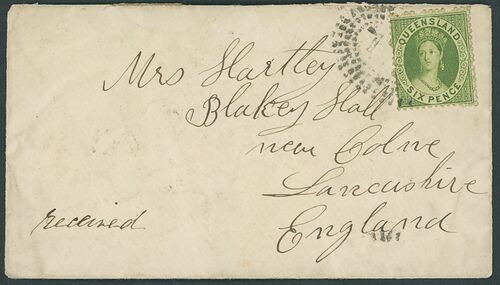 QUEENSLAND
SIX PENCE
Mrs Hartley
Blakey Hall
near Colne
Lancashire
England
received